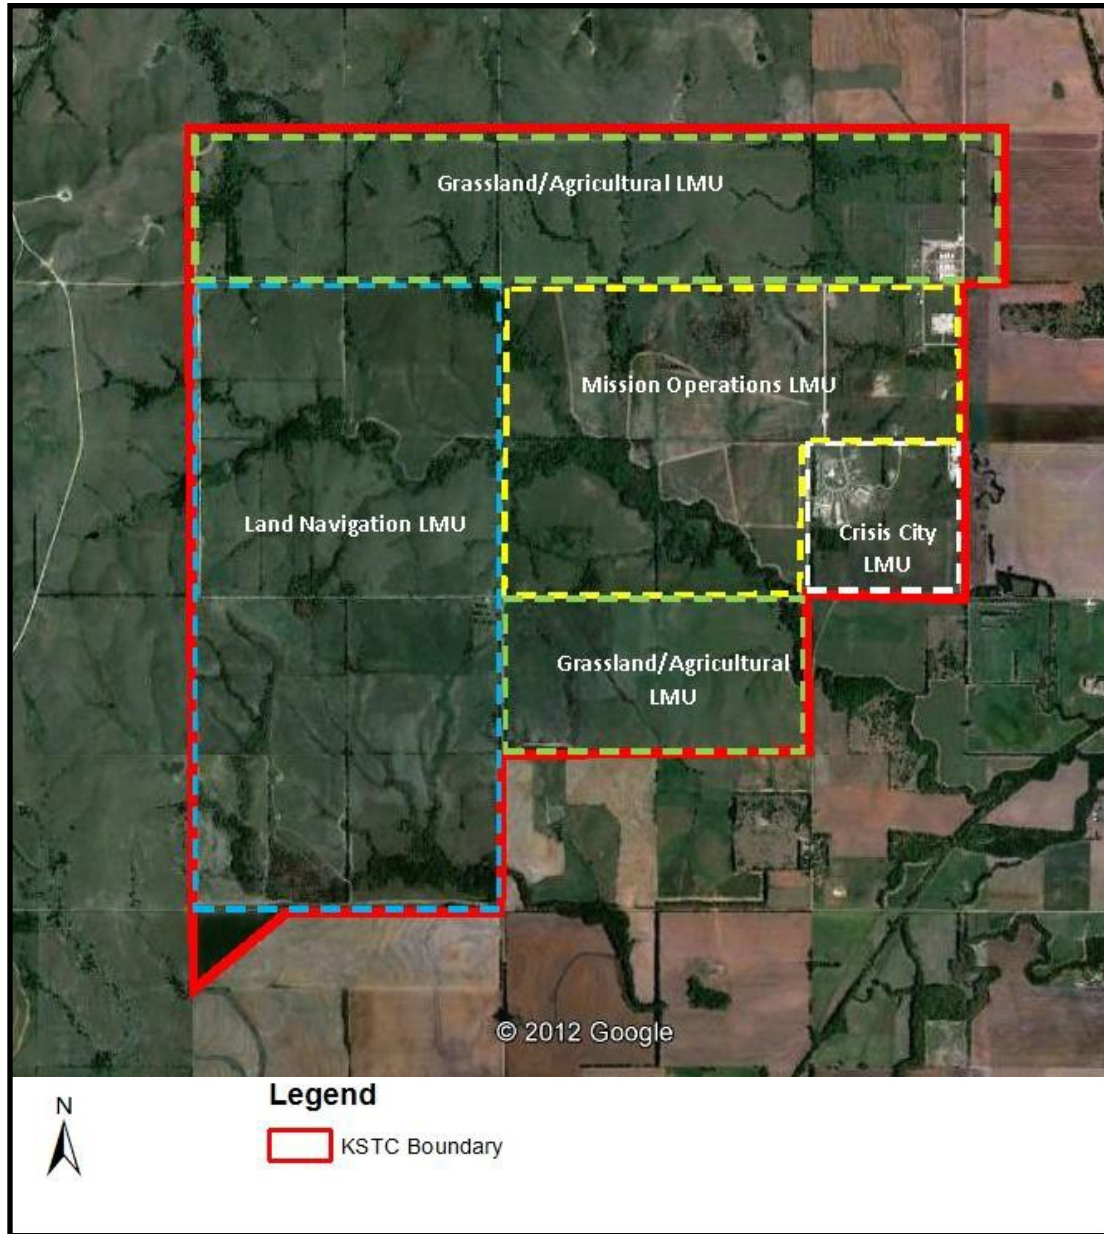 Grassland/Agricultural LMU
Mission Operations LMU
Land Navigation LMU
Crisis City
LMU
Grassland/Agricultural
LMU
© 2012 Google
N
Legend
KSTC Boundary